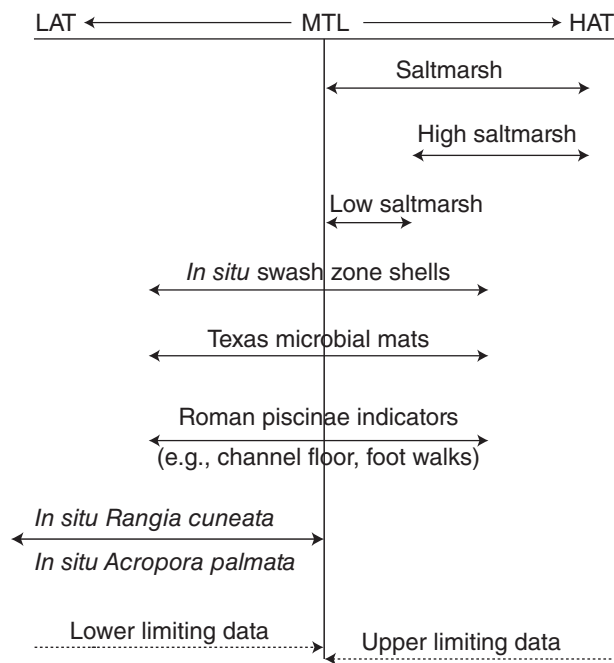 LAT MTL HAT
Saltmarsh
High saltmarsh
Low saltmarsh
In situ swash zone shells
Texas microbial mats
Roman piscinae indicators
(e.g., channel floor, foot walks)
In situ Rangia cuneata
In situ Acropora palmata
Lower limiting data
Upper limiting data